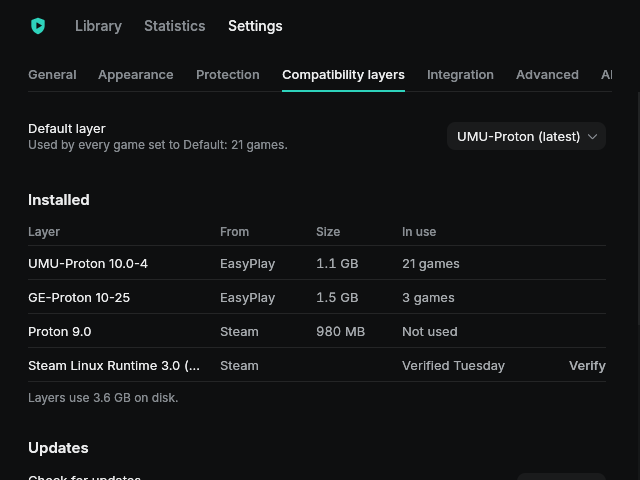 Library Statistics Settings
General Appearance Protection Compatibility layers Integration Advanced
Default layer
Used by every game set to Default: 21 games.
UMU-Proton (latest)
Installed
Layer From Size In use
UMU-Proton 10.0-4 EasyPlay 1.1 GB 21 games
GE-Proton 10-25 EasyPlay 1.5 GB 3 games
Proton 9.0 Steam 980 MB Not used
Steam Linux Runtime 3.0 (... Steam Verified Tuesday Verify
Layers use 3.6 GB on disk.
Updates
Check for updates